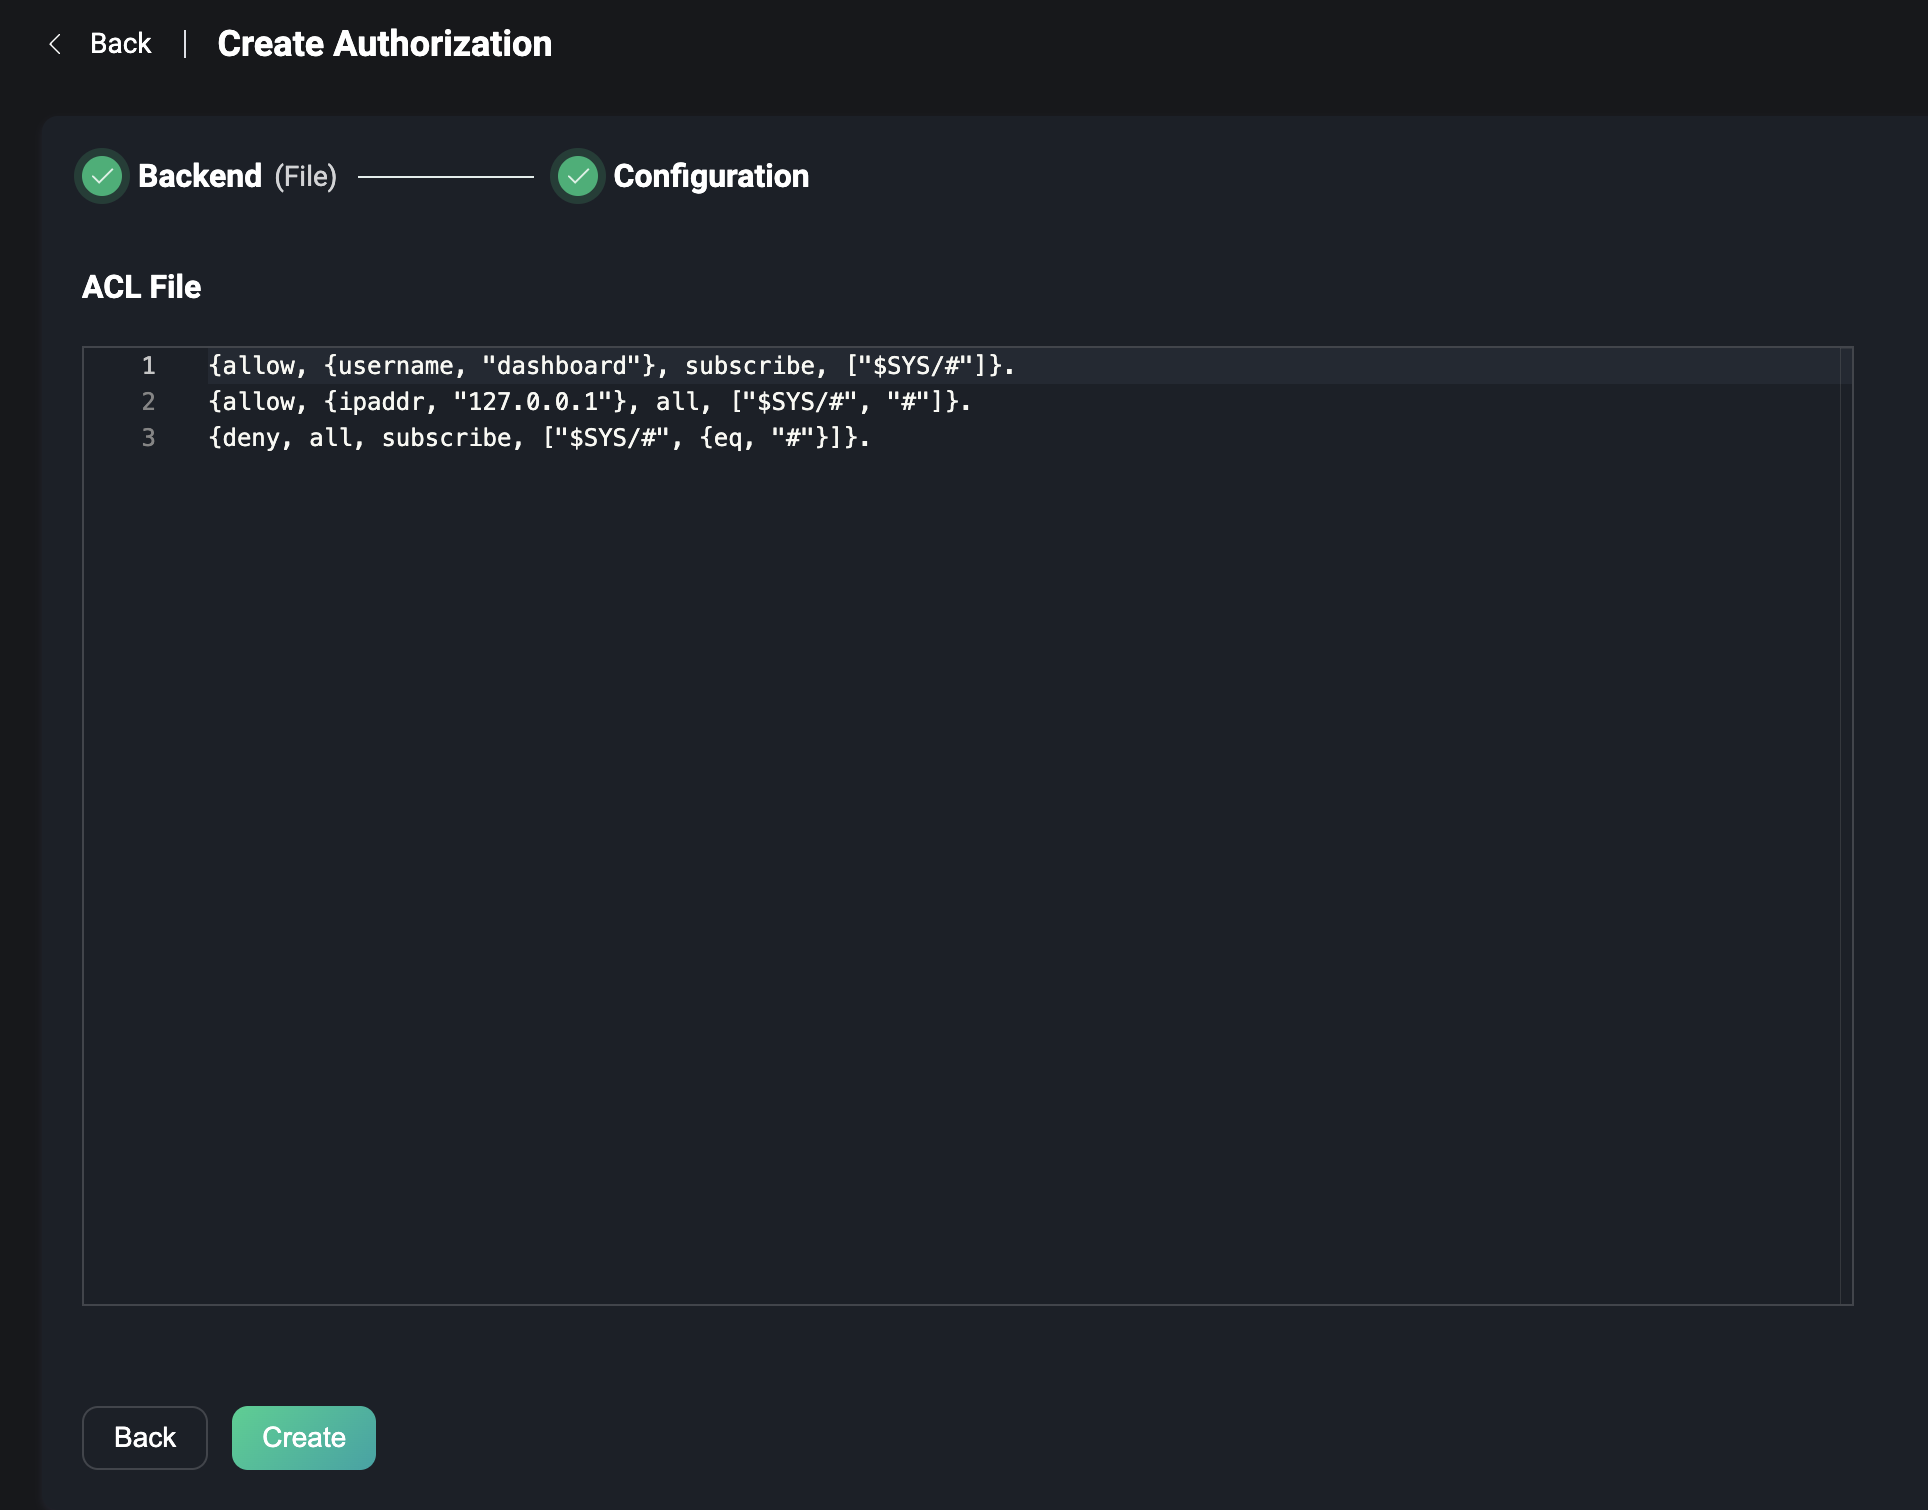 Back | Create Authorization
Backend (File) Configuration
ACL File
1 {allow, {username, "dashboard"}, subscribe, ["$SYS/#"]}.
2 {allow, {ipaddr, "127.0.0.1"}, all, ["$SYS/#", "#"]}.
3 {deny, all, subscribe, ["$SYS/#", {eq, "#"}]}.
Back Create